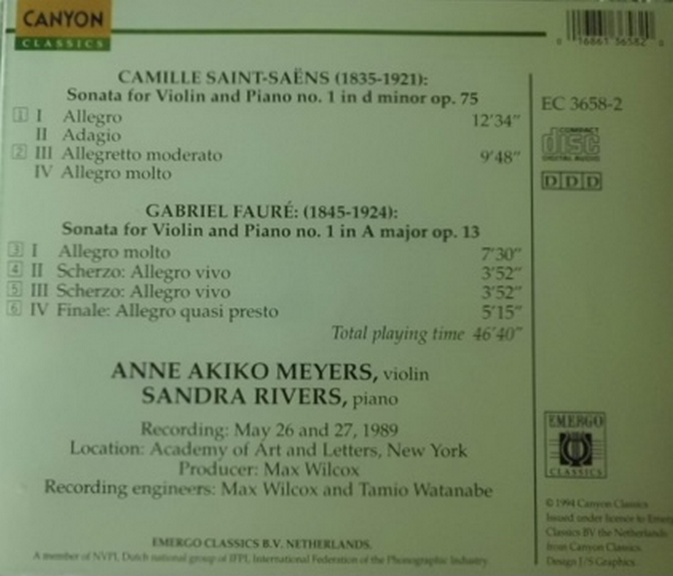 CANYON
CLASSICS
0 16861 36582 0
CAMILLE SAINT-SAËNS (1835-1921):
Sonata for Violin and Piano no. 1 in d minor op. 75
1 I Allegro 12'34"
II Adagio
2 III Allegretto moderato 9'48"
IV Allegro molto
GABRIEL FAURÉ: (1845-1924):
Sonata for Violin and Piano no. 1 in A major op. 13
3 I Allegro molto 7'30"
4 II Scherzo: Allegro vivo 3'52"
5 III Scherzo: Allegro vivo 3'52"
6 IV Finale: Allegro quasi presto 5'15"
Total playing time 46'40"
ANNE AKIKO MEYERS, violin
SANDRA RIVERS, piano
Recording: May 26 and 27, 1989
Location: Academy of Art and Letters, New York
Producer: Max Wilcox
Recording engineers: Max Wilcox and Tamio Watanabe
EMERGO CLASSICS B.V. NETHERLANDS.
A member of NVPI, Dutch national group of IFPI, International Federation of the Phonographic Industry
EC 3658-2
COMPACT
disc
DIGITAL AUDIO
D D D
EMERGO
CLASSICS
© 1994 Canyon Classics
Issued under licence to
Classics BV the Netherlands
from Canyon Classics
Design J/S Graphics